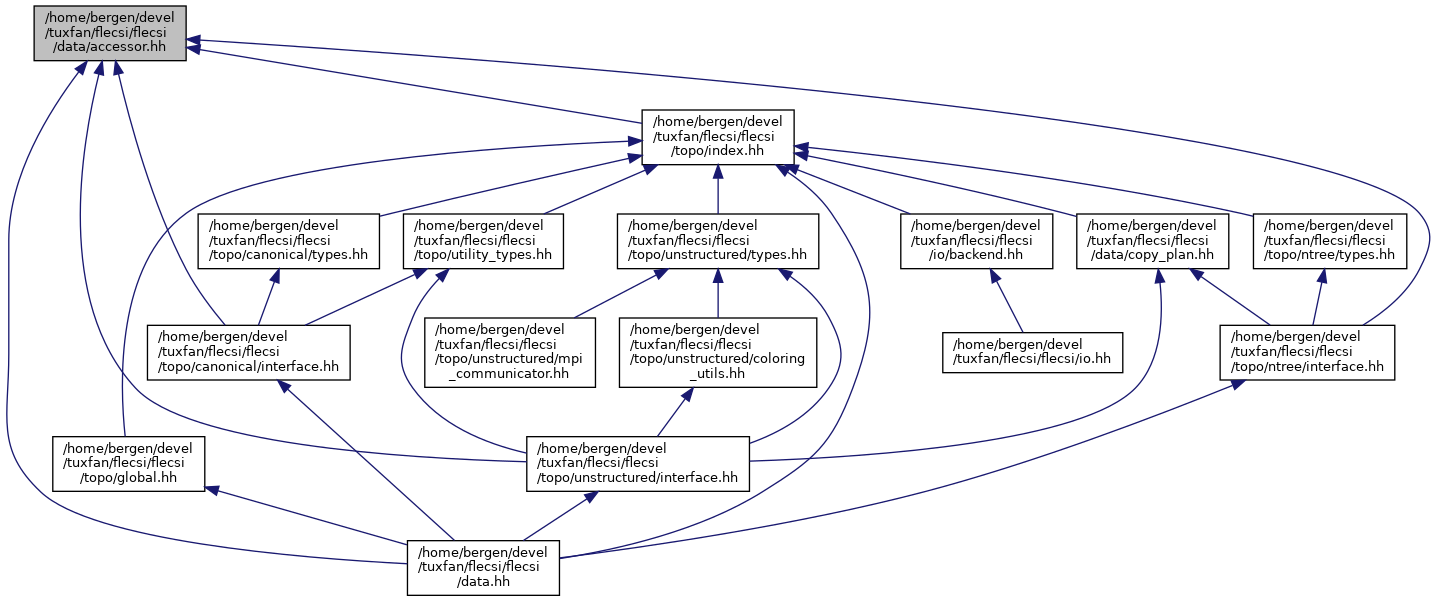 /home/bergen/devel
/tuxfan/flecsi/flecsi
/data/accessor.hh
/home/bergen/devel
/tuxfan/flecsi/flecsi
/topo/index.hh
/home/bergen/devel
/tuxfan/flecsi/flecsi
/topo/canonical/types.hh
/home/bergen/devel
/tuxfan/flecsi/flecsi
/topo/utility_types.hh
/home/bergen/devel
/tuxfan/flecsi/flecsi
/topo/unstructured/types.hh
/home/bergen/devel
/tuxfan/flecsi/flecsi
/io/backend.hh
/home/bergen/devel
/tuxfan/flecsi/flecsi
/data/copy_plan.hh
/home/bergen/devel
/tuxfan/flecsi/flecsi
/topo/ntree/types.hh
/home/bergen/devel
/tuxfan/flecsi/flecsi
/topo/canonical/interface.hh
/home/bergen/devel
/tuxfan/flecsi/flecsi
/topo/unstructured/mpi
_communicator.hh
/home/bergen/devel
/tuxfan/flecsi/flecsi
/topo/unstructured/coloring
_utils.hh
/home/bergen/devel
/tuxfan/flecsi/flecsi/io.hh
/home/bergen/devel
/tuxfan/flecsi/flecsi
/topo/ntree/interface.hh
/home/bergen/devel
/tuxfan/flecsi/flecsi
/topo/global.hh
/home/bergen/devel
/tuxfan/flecsi/flecsi
/topo/unstructured/interface.hh
/home/bergen/devel
/tuxfan/flecsi/flecsi
/data.hh